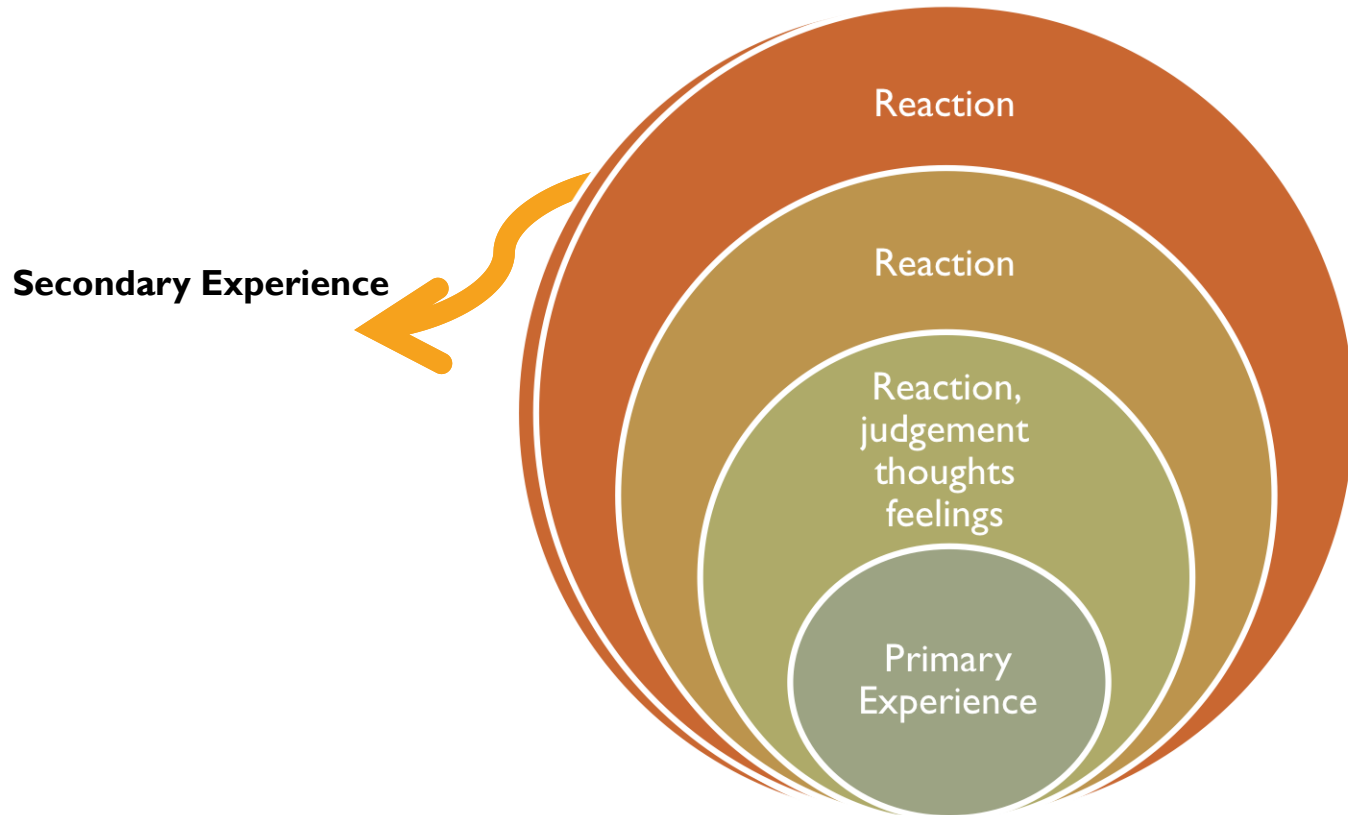 Reaction
Reaction
Secondary Experience
Reaction,
judgement
thoughts
feelings
Primary
Experience